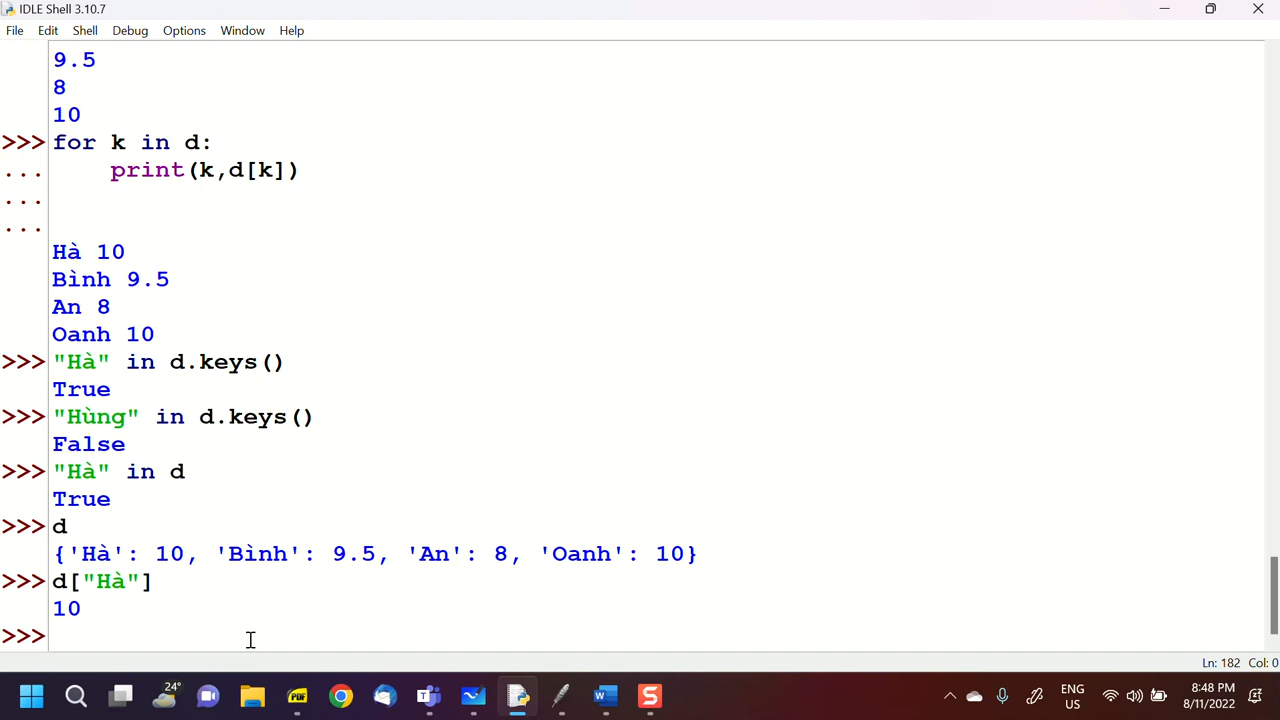 IDLE Shell 3.10.7
File Edit Shell Debug Options Window Help
9.5
8
10
>>> for k in d:
...     print(k,d[k])
...
...
Hà 10
Bình 9.5
An 8
Oanh 10
>>> "Hà" in d.keys()
True
>>> "Hùng" in d.keys()
False
>>> "Hà" in d
True
>>> d
{'Hà': 10, 'Bình': 9.5, 'An': 8, 'Oanh': 10}
>>> d["Hà"]
10
>>>
Ln: 182 Col: 0
24°
PDF
T
W
S
ENG
US
8:48 PM
8/11/2022